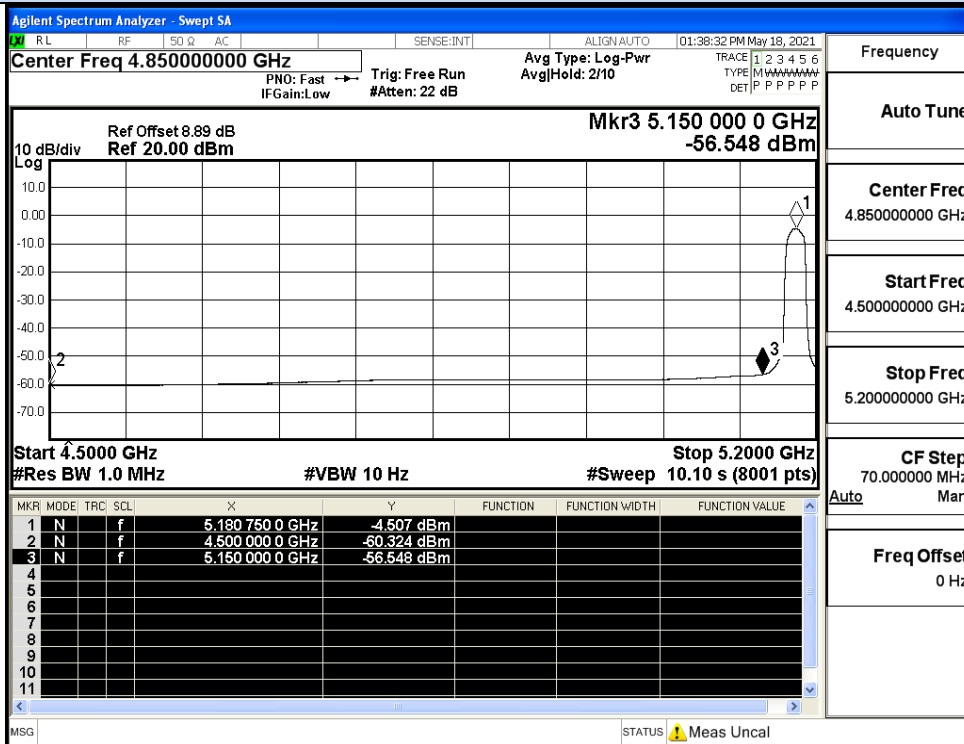 Agilent Spectrum Analyzer - Swept SA
LXI RL RF 50 Ω AC SENSE:INT ALIGN AUTO 01:38:32 PM May 18, 2021
Center Freq 4.850000000 GHz
PNO: Fast
IFGain:Low
Trig: Free Run
#Atten: 22 dB
Avg Type: Log-Pwr
Avg|Hold: 2/10
TRACE 1 2 3 4 5 6
TYPE M WWWWW
DET P P P P P P
Ref Offset 8.89 dB
10 dB/div Ref 20.00 dBm
Log
Mkr3 5.150 000 0 GHz
-56.548 dBm
10.0
0.00
-10.0
-20.0
-30.0
-40.0
-50.0
-60.0
-70.0
1
2
3
Start 4.5000 GHz Stop 5.2000 GHz
#Res BW 1.0 MHz #VBW 10 Hz #Sweep 10.10 s (8001 pts)
MKR MODE TRC SCL X Y FUNCTION FUNCTION WIDTH FUNCTION VALUE
1 N f 5.180 750 0 GHz -4.507 dBm
2 N f 4.500 000 0 GHz -60.324 dBm
3 N f 5.150 000 0 GHz -56.548 dBm
4
5
6
7
8
9
10
11
MSG STATUS Meas Uncal
Frequency
Auto Tune
Center Freq
4.850000000 GHz
Start Freq
4.500000000 GHz
Stop Freq
5.200000000 GHz
CF Step
70.000000 MHz
Auto Man
Freq Offset
0 Hz